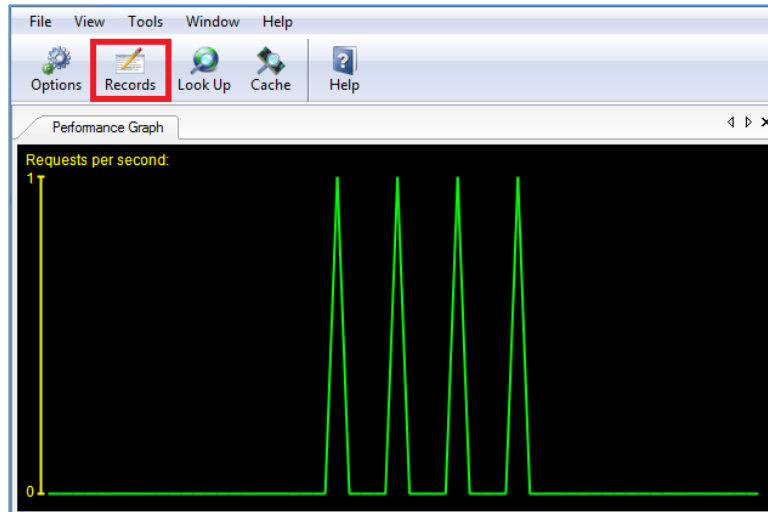 File View Tools Window Help
Options Records Look Up Cache Help
Performance Graph
Requests per second:
1
0